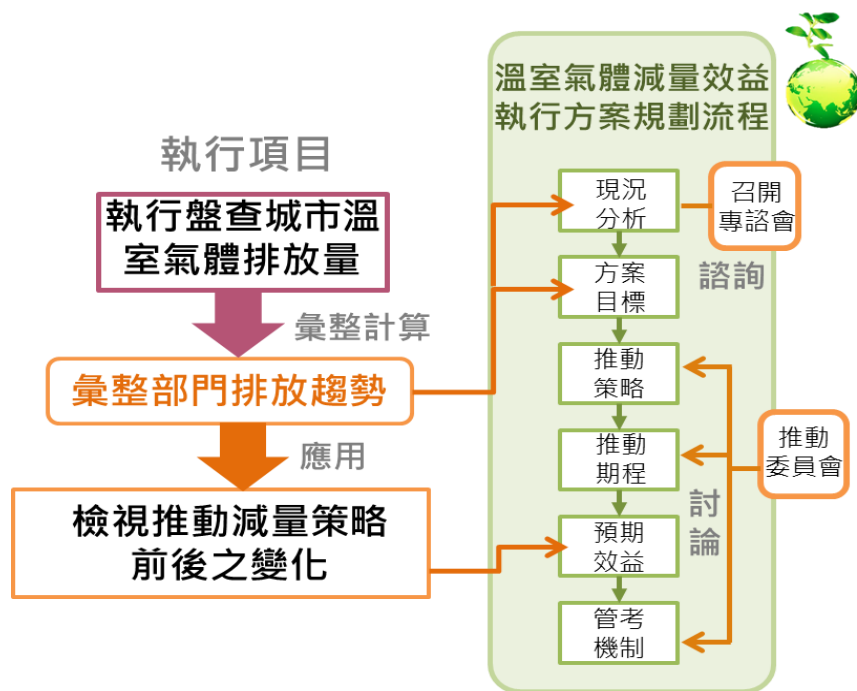 執行項目
執行盤查城市溫
室氣體排放量
彙整計算
彙整部門排放趨勢
應用
檢視推動減量策略
前後之變化
溫室氣體減量效益
執行方案規劃流程
現況
分析
方案
目標
推動
策略
推動
期程
預期
效益
管考
機制
召開
專諮會
諮詢
推動
委員會
討
論